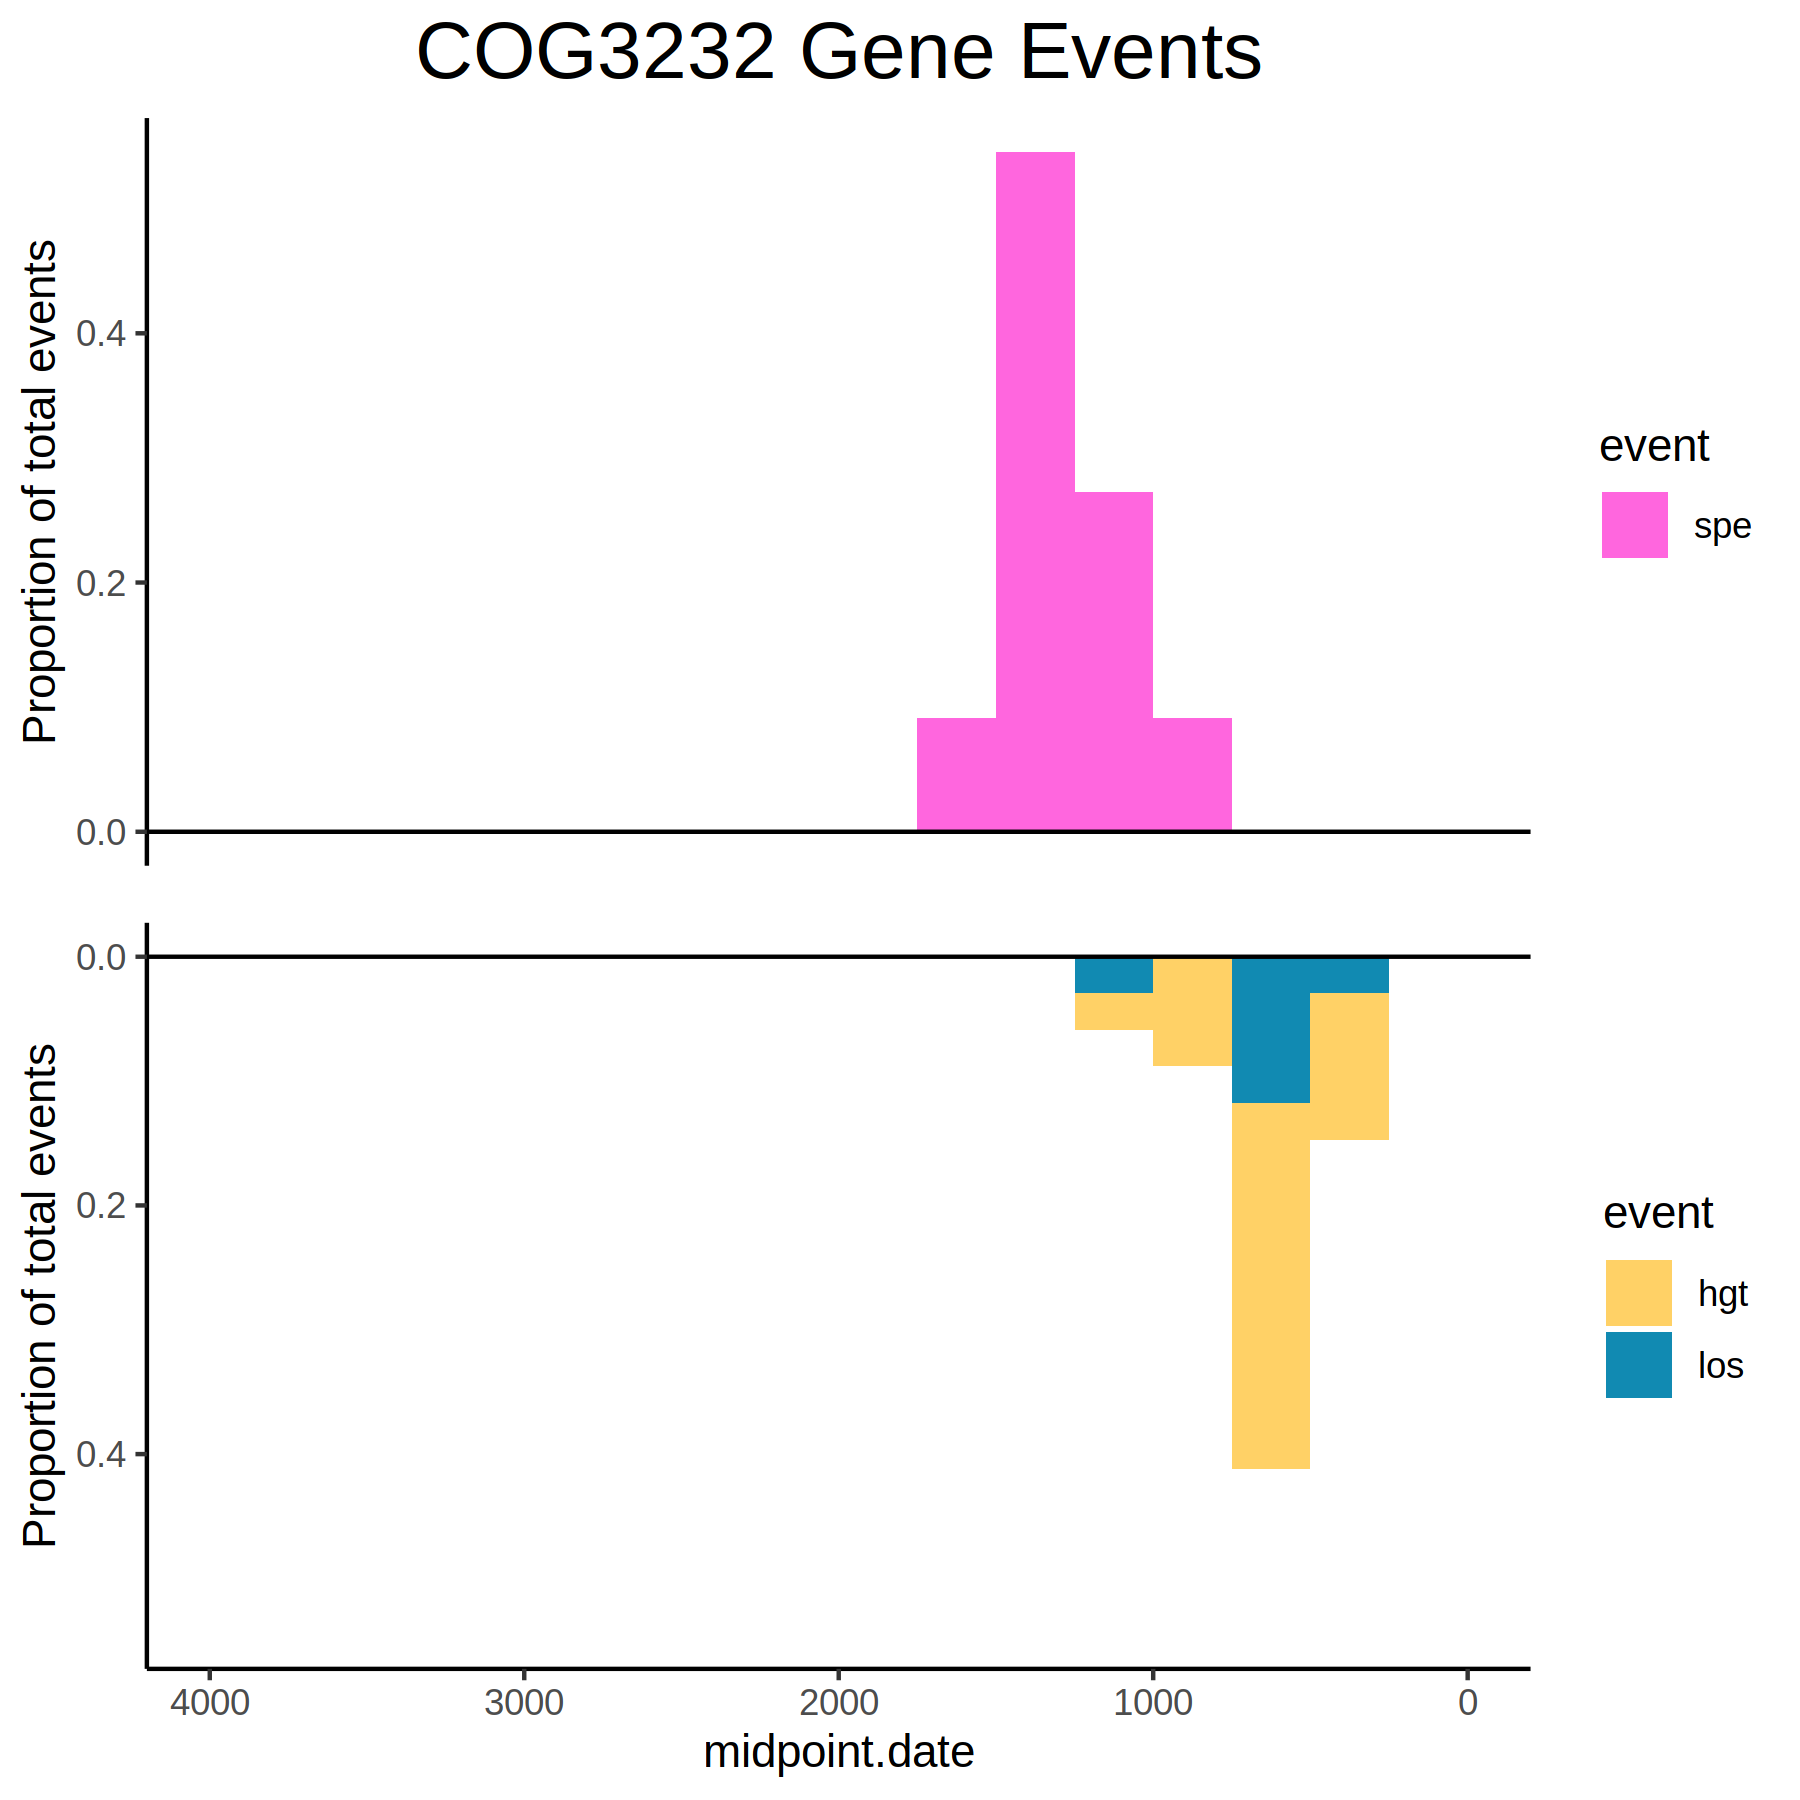 COG3232 Gene Events
Proportion of total events
0.4
0.2
0.0
event
spe
Proportion of total events
0.0
0.2
0.4
event
hgt
los
4000 3000 2000 1000 0
midpoint.date